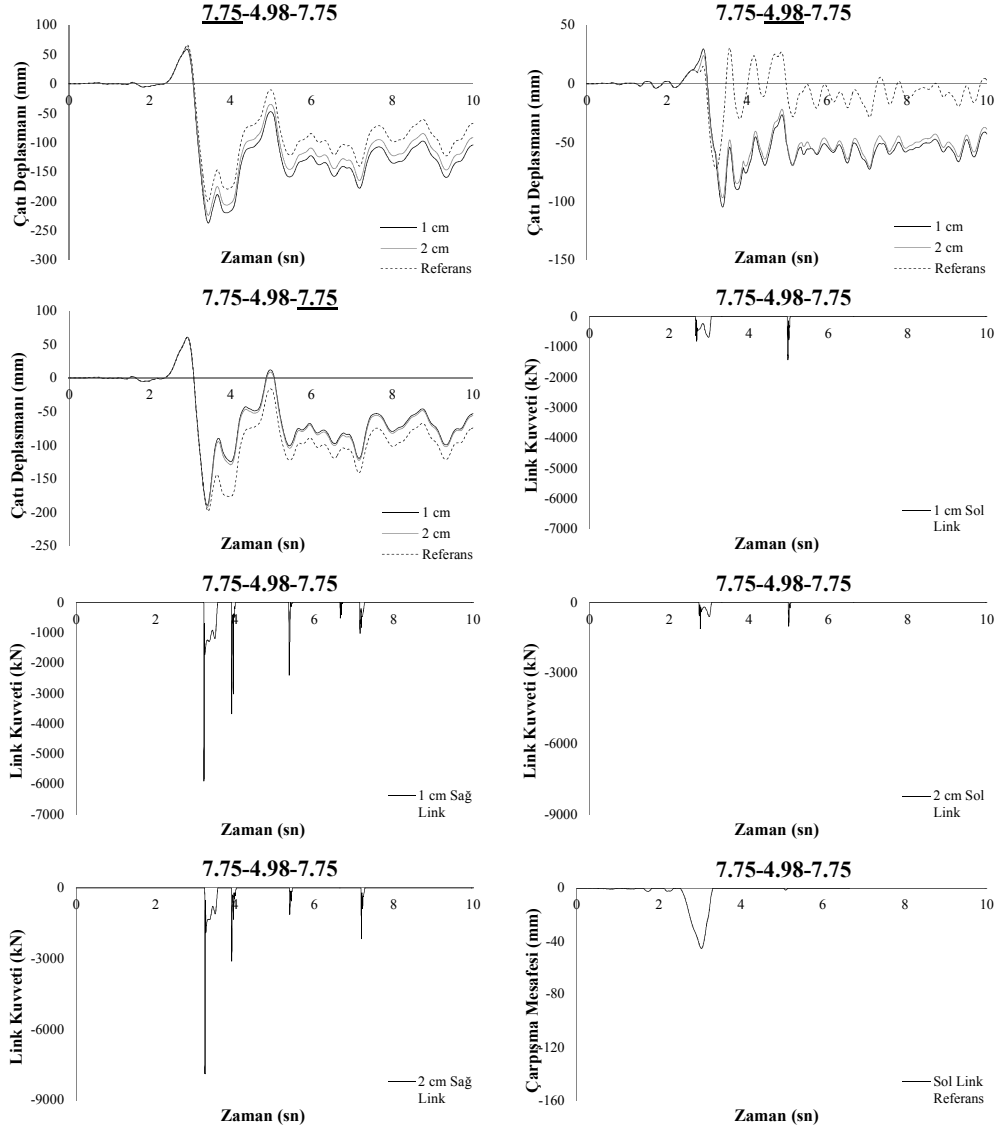 7.75-4.98-7.75
100
50
0
-50
-100
-150
-200
-250
-300
0 2 4 6 8 10
Çatı Deplasmanı (mm)
Zaman (sn)
1 cm
2 cm
Referans
7.75-4.98-7.75
50
0
-50
-100
-150
0 2 4 6 8 10
Çatı Deplasmanı (mm)
Zaman (sn)
1 cm
2 cm
Referans
7.75-4.98-7.75
100
50
0
-50
-100
-150
-200
-250
0 2 4 6 8 10
Çatı Deplasmanı (mm)
Zaman (sn)
1 cm
2 cm
Referans
7.75-4.98-7.75
0
-1000
-2000
-3000
-4000
-5000
-6000
-7000
0 2 4 6 8 10
Link Kuvveti (kN)
Zaman (sn)
1 cm Sol
Link
7.75-4.98-7.75
0
-1000
-2000
-3000
-4000
-5000
-6000
-7000
0 2 4 6 8 10
Link Kuvveti (kN)
Zaman (sn)
1 cm Sağ
Link
7.75-4.98-7.75
0
-3000
-6000
-9000
0 2 4 6 8 10
Link Kuvveti (kN)
Zaman (sn)
2 cm Sol
Link
7.75-4.98-7.75
0
-3000
-6000
-9000
0 2 4 6 8 10
Link Kuvveti (kN)
Zaman (sn)
2 cm Sağ
Link
7.75-4.98-7.75
0
-40
-80
-120
-160
0 2 4 6 8 10
Çarpışma Mesafesi (mm)
Zaman (sn)
Sol Link
Referans